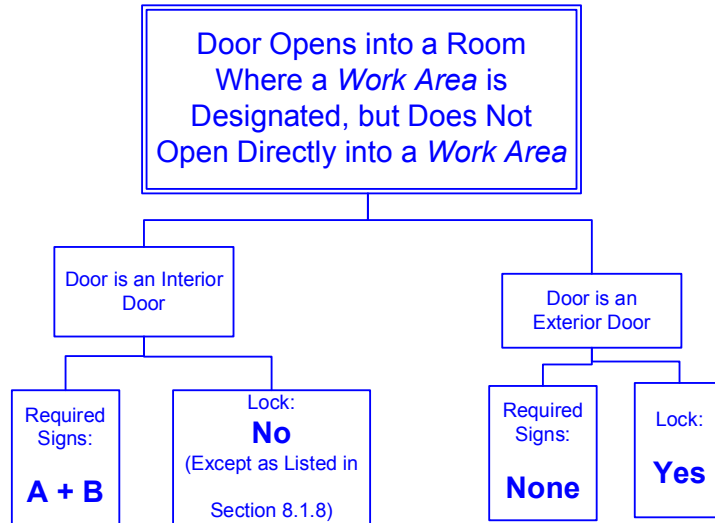 Door Opens into a Room
Where a Work Area is
Designated, but Does Not
Open Directly into a Work Area
Door is an Interior
Door
Door is an
Exterior Door
Required
Signs:
A + B
Lock:
No
(Except as Listed in
Section 8.1.8)
Required
Signs:
None
Lock:
Yes